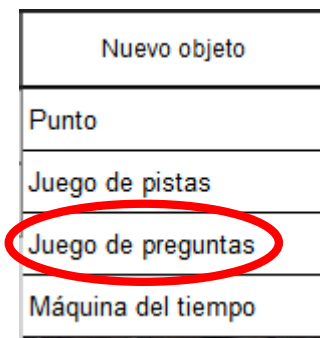 Nuevo objeto
Punto
Juego de pistas
Juego de preguntas
Máquina del tiempo